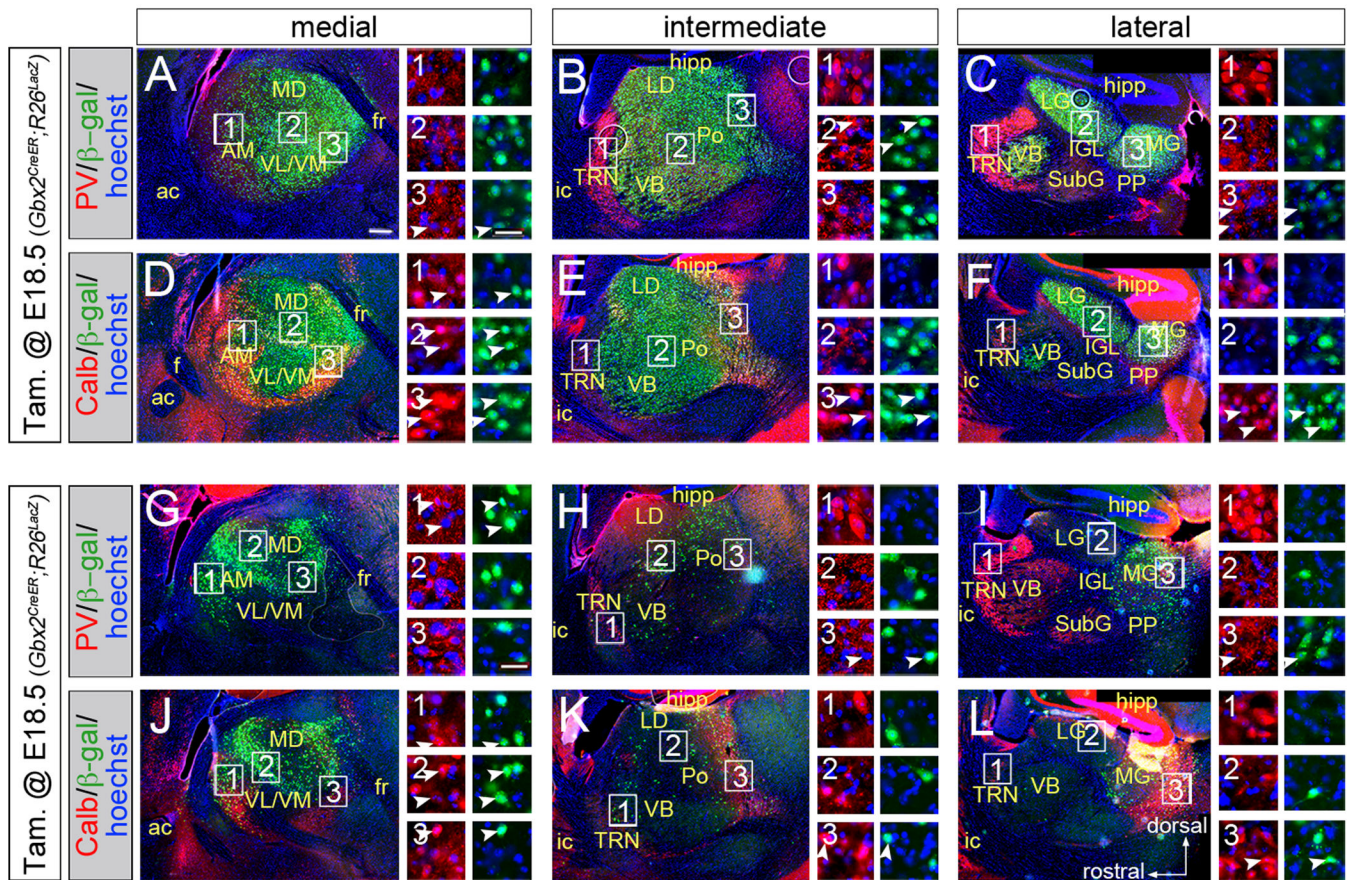 medial
intermediate
lateral
Tam. @ E18.5 (Gbx2CreER;R26LacZ)
PV/β-gal/
hoechst
A
MD
1
2
3
AM
VL/VM
fr
ac
1
2
3
B
hipp
LD
3
1
2
Po
TRN
VB
ic
1
2
3
C
hipp
LG
1
2
3
MG
TRN
VB
IGL
SubG
PP
ic
1
2
3
Calb/β-gal/
hoechst
D
MD
1
2
3
AM
VL/VM
fr
f
ac
1
2
3
E
hipp
LD
3
1
2
Po
TRN
VB
ic
1
2
3
F
hipp
LG
1
2
3
MG
TRN
VB
IGL
SubG
PP
ic
1
2
3
Tam. @ E18.5 (Gbx2CreER;R26LacZ)
PV/β-gal/
hoechst
G
2
MD
1
AM
3
VL/VM
fr
1
2
3
H
hipp
LD
2
Po
3
TRN
VB
1
ic
1
2
3
I
LG
2
1
IGL
MG
3
TRN
VB
SubG
PP
ic
1
2
3
Calb/β-gal/
hoechst
J
MD
1
2
3
VL/VM
fr
ac
1
2
3
K
hipp
LD
2
Po
3
1
VB
TRN
ic
1
2
3
L
LG
2
1
VB
MG
3
TRN
dorsal
ic
rostral
1
2
3